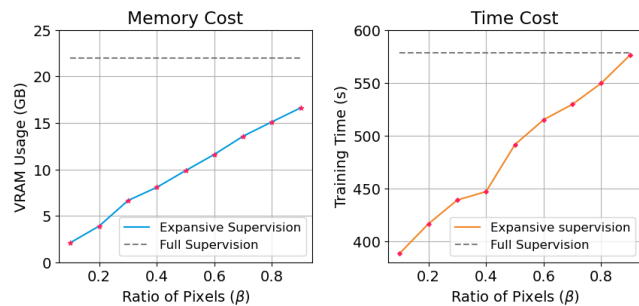 Memory Cost
25
20
15
10
5
0
VRAM Usage (GB)
0.2 0.4 0.6 0.8
Ratio of Pixels (β)
Expansive Supervision
Full Supervision
Time Cost
600
550
500
450
400
Training Time (s)
0.2 0.4 0.6 0.8
Ratio of Pixels (β)
Expansive supervision
Full Supervision